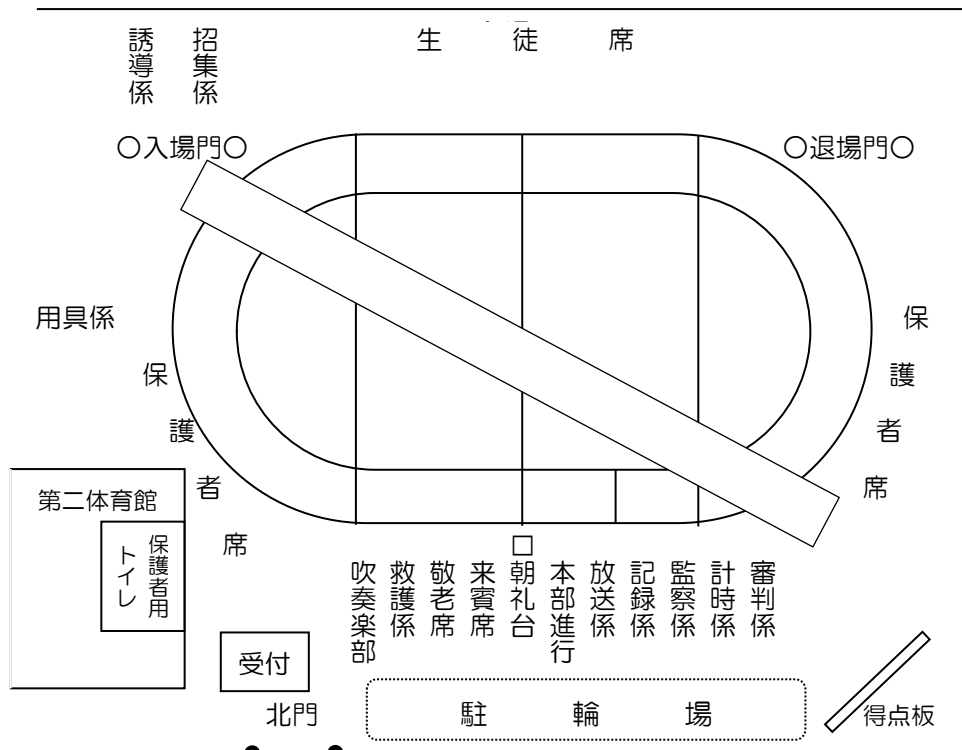 生徒席
招集係
誘導係
○入場門○
○退場門○
用具係
保護者席
保護者席
第二体育館
保護者用
トイレ
吹奏楽部
救護係
敬老席
来賓席
朝礼台
本部進行
放送係
記録係
監察係
計時係
審判係
受付
北門
駐輪場
得点板